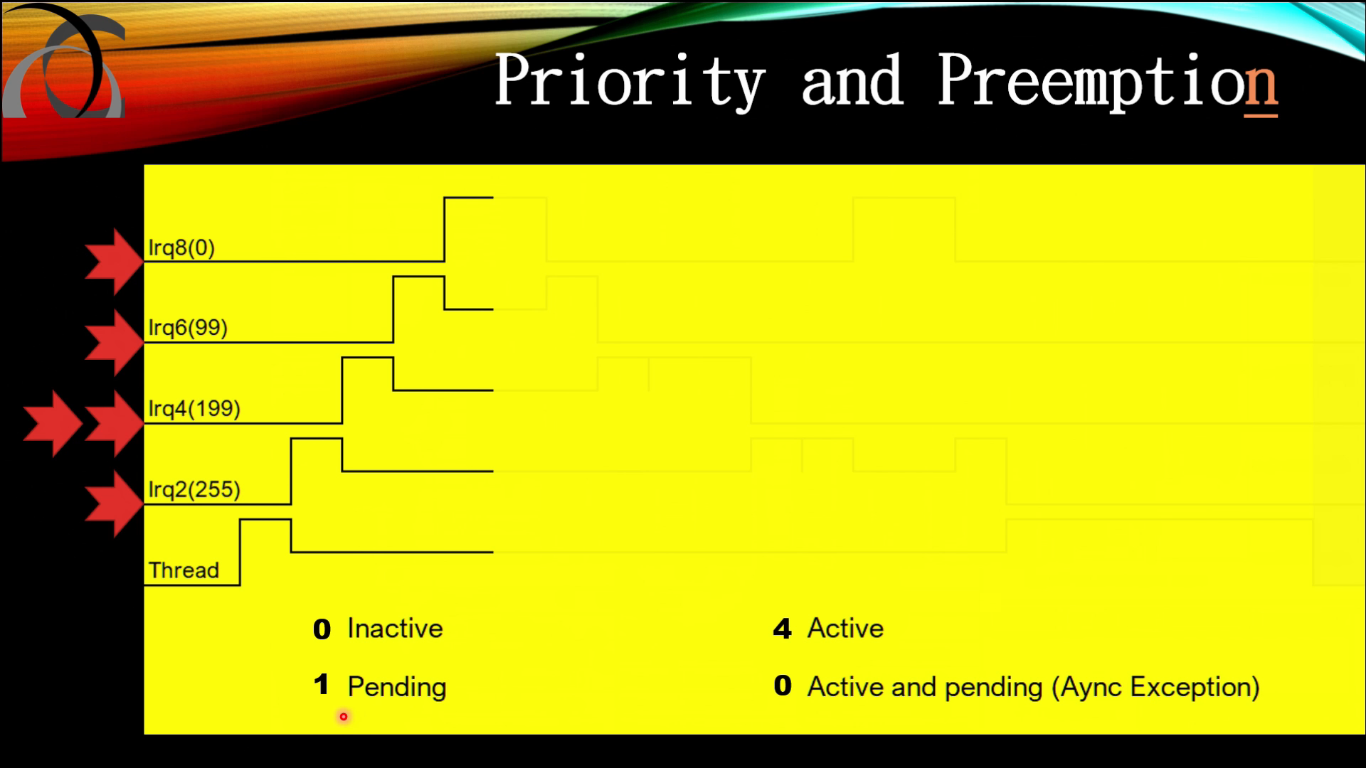 Priority and Preemption
Irq8(0)
Irq6(99)
Irq4(199)
Irq2(255)
Thread
0 Inactive
4 Active
1 Pending
0 Active and pending (Aync Exception)